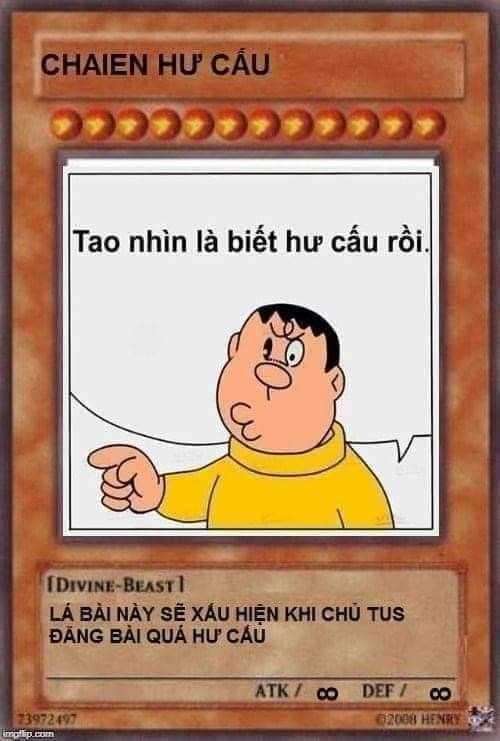 CHAIEN HƯ CẤU
Tao nhìn là biết hư cấu rồi.
[DIVINE-BEAST]
LÁ BÀI NÀY SẼ XẤU HIỆN KHI CHỦ TUS
ĐĂNG BÀI QUÁ HƯ CẤU
ATK / ∞ DEF / ∞
73972497 ©2008 HENRY
imgflip.com